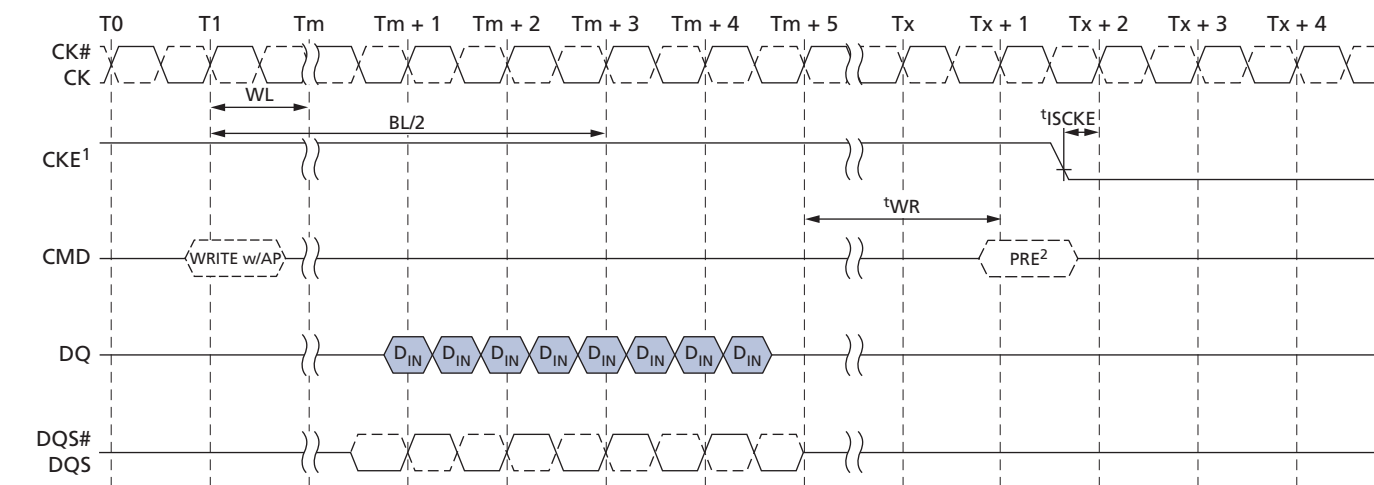 T0 T1 Tm Tm + 1 Tm + 2 Tm + 3 Tm + 4 Tm + 5 Tx Tx + 1 Tx + 2 Tx + 3 Tx + 4
CK#
CK
WL
BL/2
tISCKE
CKE1
tWR
CMD WRITE w/AP PRE2
DQ DIN DIN DIN DIN DIN DIN DIN DIN
DQS#
DQS